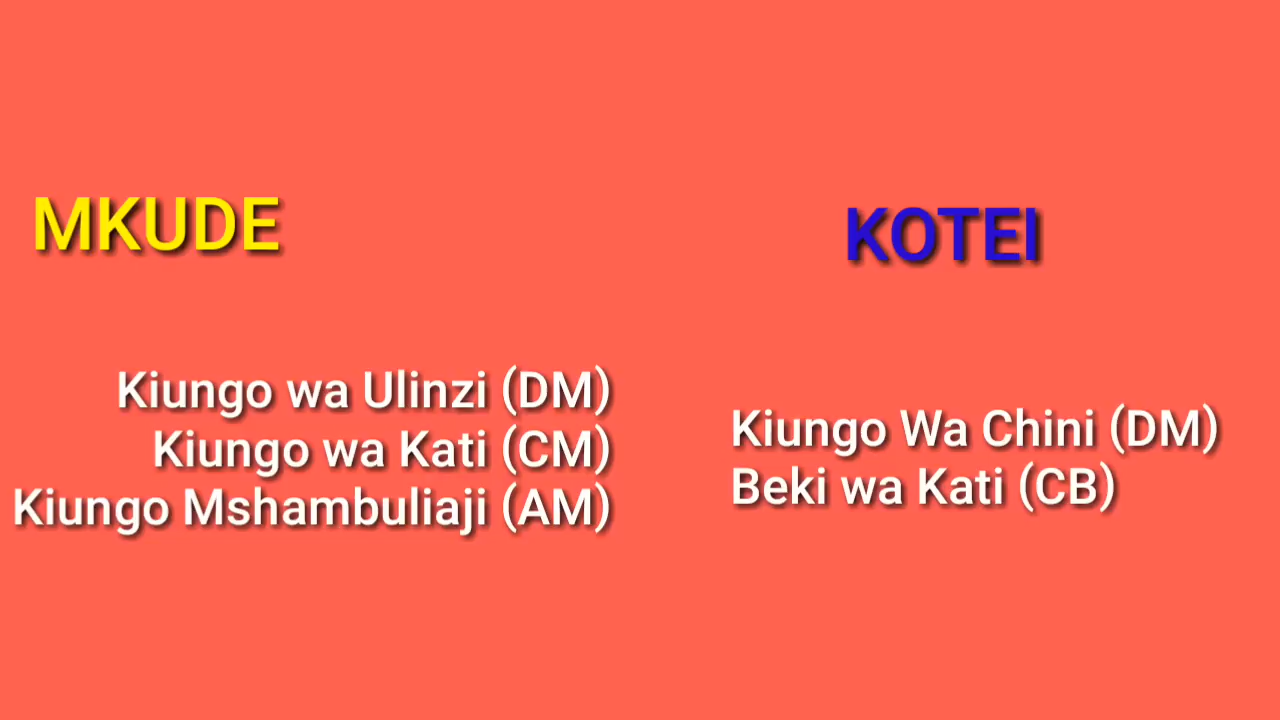 MKUDE
Kiungo wa Ulinzi (DM)
Kiungo wa Kati (CM)
Kiungo Mshambuliaji (AM)
KOTEI
Kiungo Wa Chini (DM)
Beki wa Kati (CB)